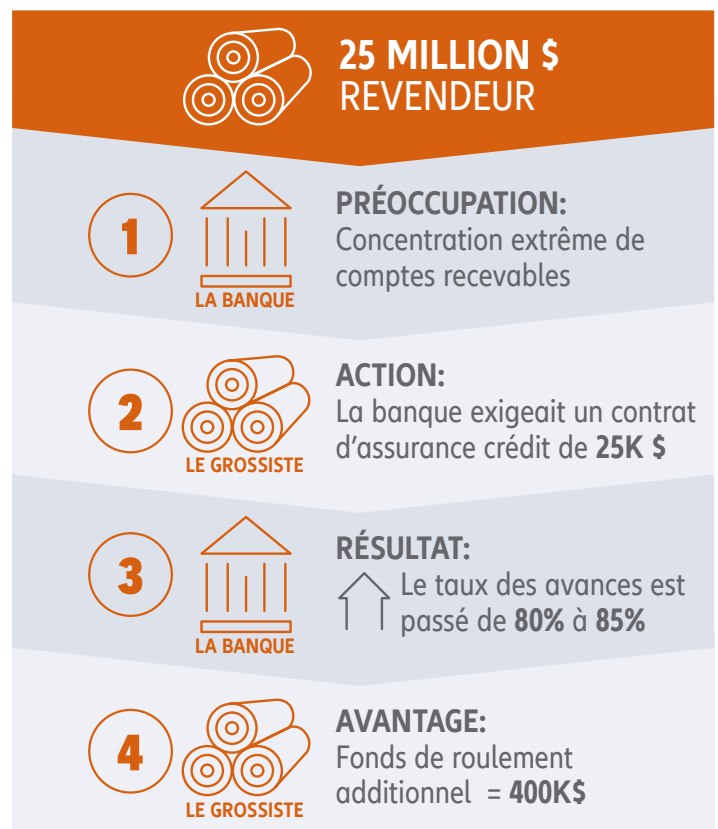 25 MILLION $
REVENDEUR
1
LA BANQUE
PRÉOCCUPATION:
Concentration extrême de
comptes recevables
2
LE GROSSISTE
ACTION:
La banque exigeait un contrat
d'assurance crédit de 25K $
3
LA BANQUE
RÉSULTAT:
Le taux des avances est
passé de 80% à 85%
4
LE GROSSISTE
AVANTAGE:
Fonds de roulement
additionnel = 400K$